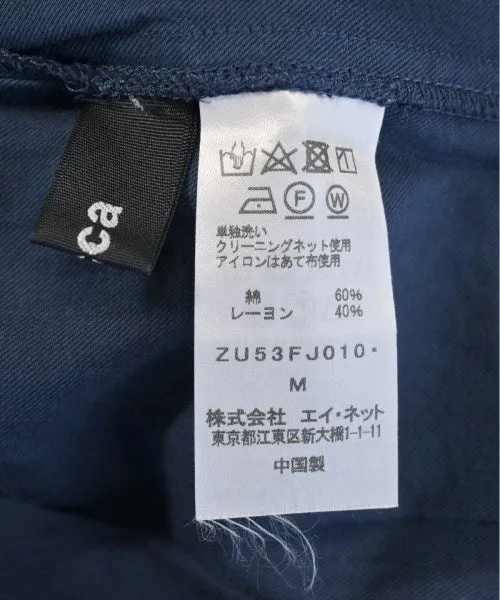 ca
F W
単独洗い
クリーニングネット使用
アイロンはあて布使用
綿 60%
レーヨン 40%
ZU53FJ010・
M
株式会社 エイ・ネット
東京都江東区新大橋1-1-11
中国製